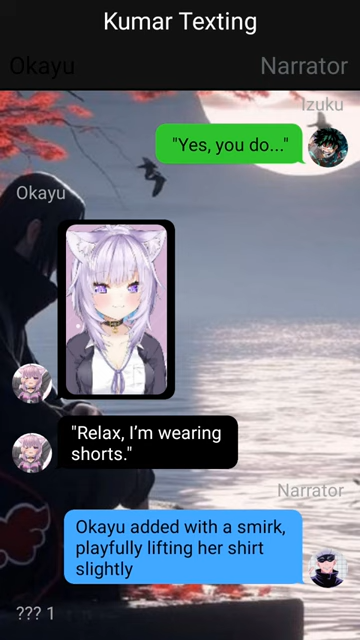 Kumar Texting
Okayu
Narrator
Izuku
"Yes, you do..."
Okayu
"Relax, I’m wearing
shorts."
Narrator
Okayu added with a smirk,
playfully lifting her shirt
slightly
??? 1